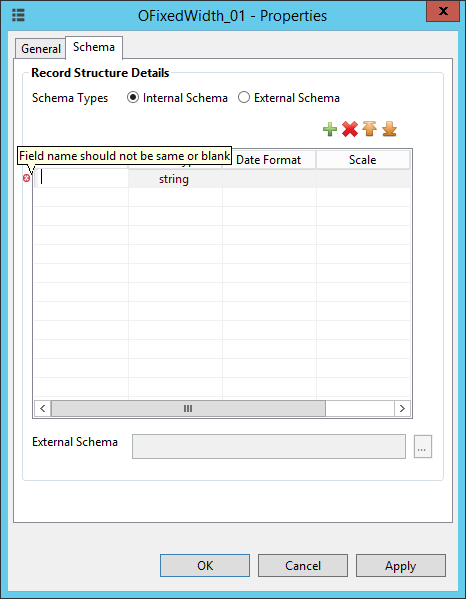 OFixedWidth_01 - Properties
X
General Schema
Record Structure Details
Schema Types Internal Schema External Schema
Field name should not be same or blank
Date Format Scale
string
External Schema ...
OK Cancel Apply